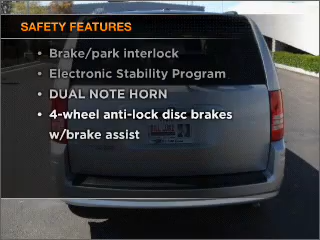 SAFETY FEATURES
• Brake/park interlock
• Electronic Stability Program
• DUAL NOTE HORN
• 4-wheel anti-lock disc brakes
w/brake assist